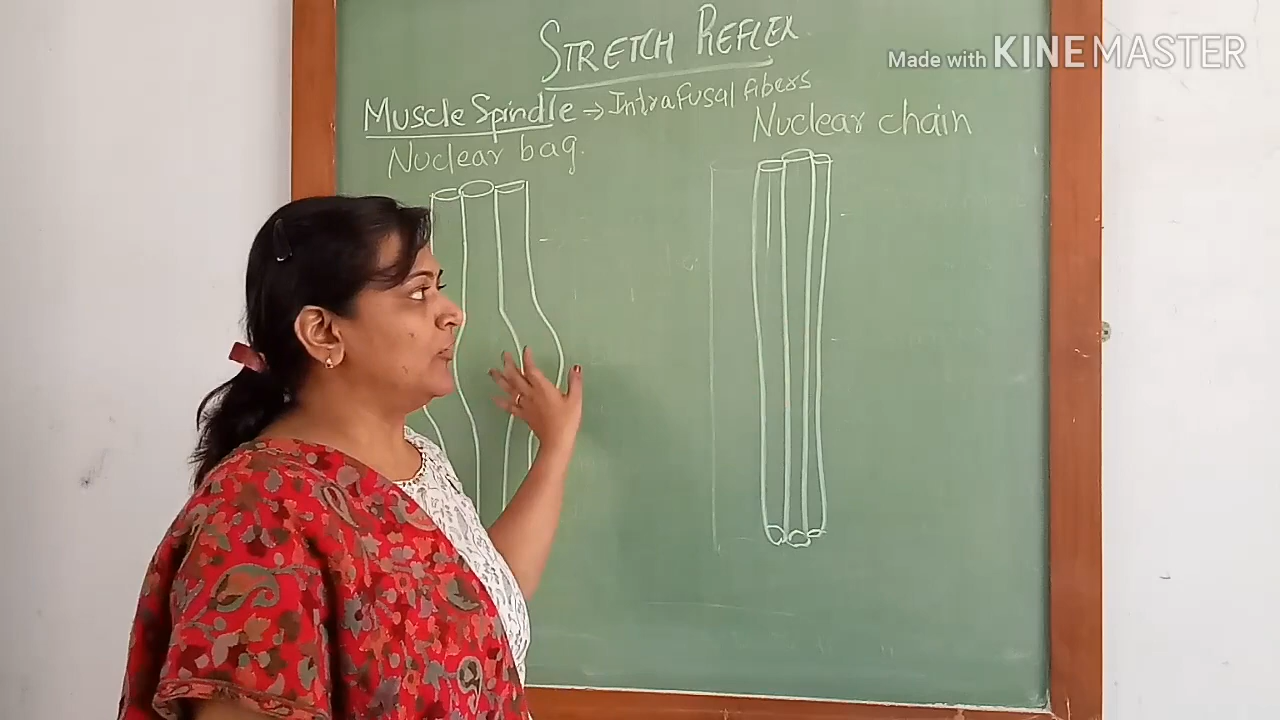 STRETCH REFLEX
Made with KINEMASTER
Muscle Spindle → Intrafusal fibers
Nuclear bag.
Nuclear chain